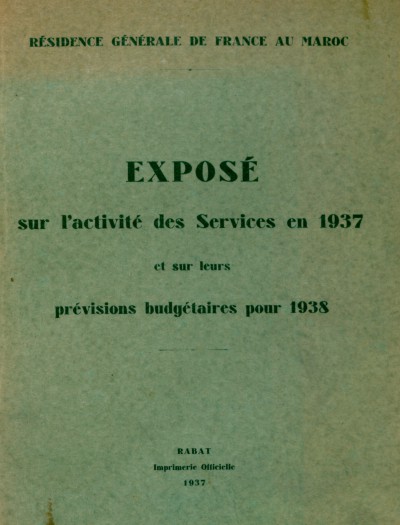 RÉSIDENCE GÉNÉRALE DE FRANCE AU MAROC
EXPOSÉ
sur l'activité des Services en 1937
et sur leurs
prévisions budgétaires pour 1938
RABAT
Imprimerie Officielle
1937